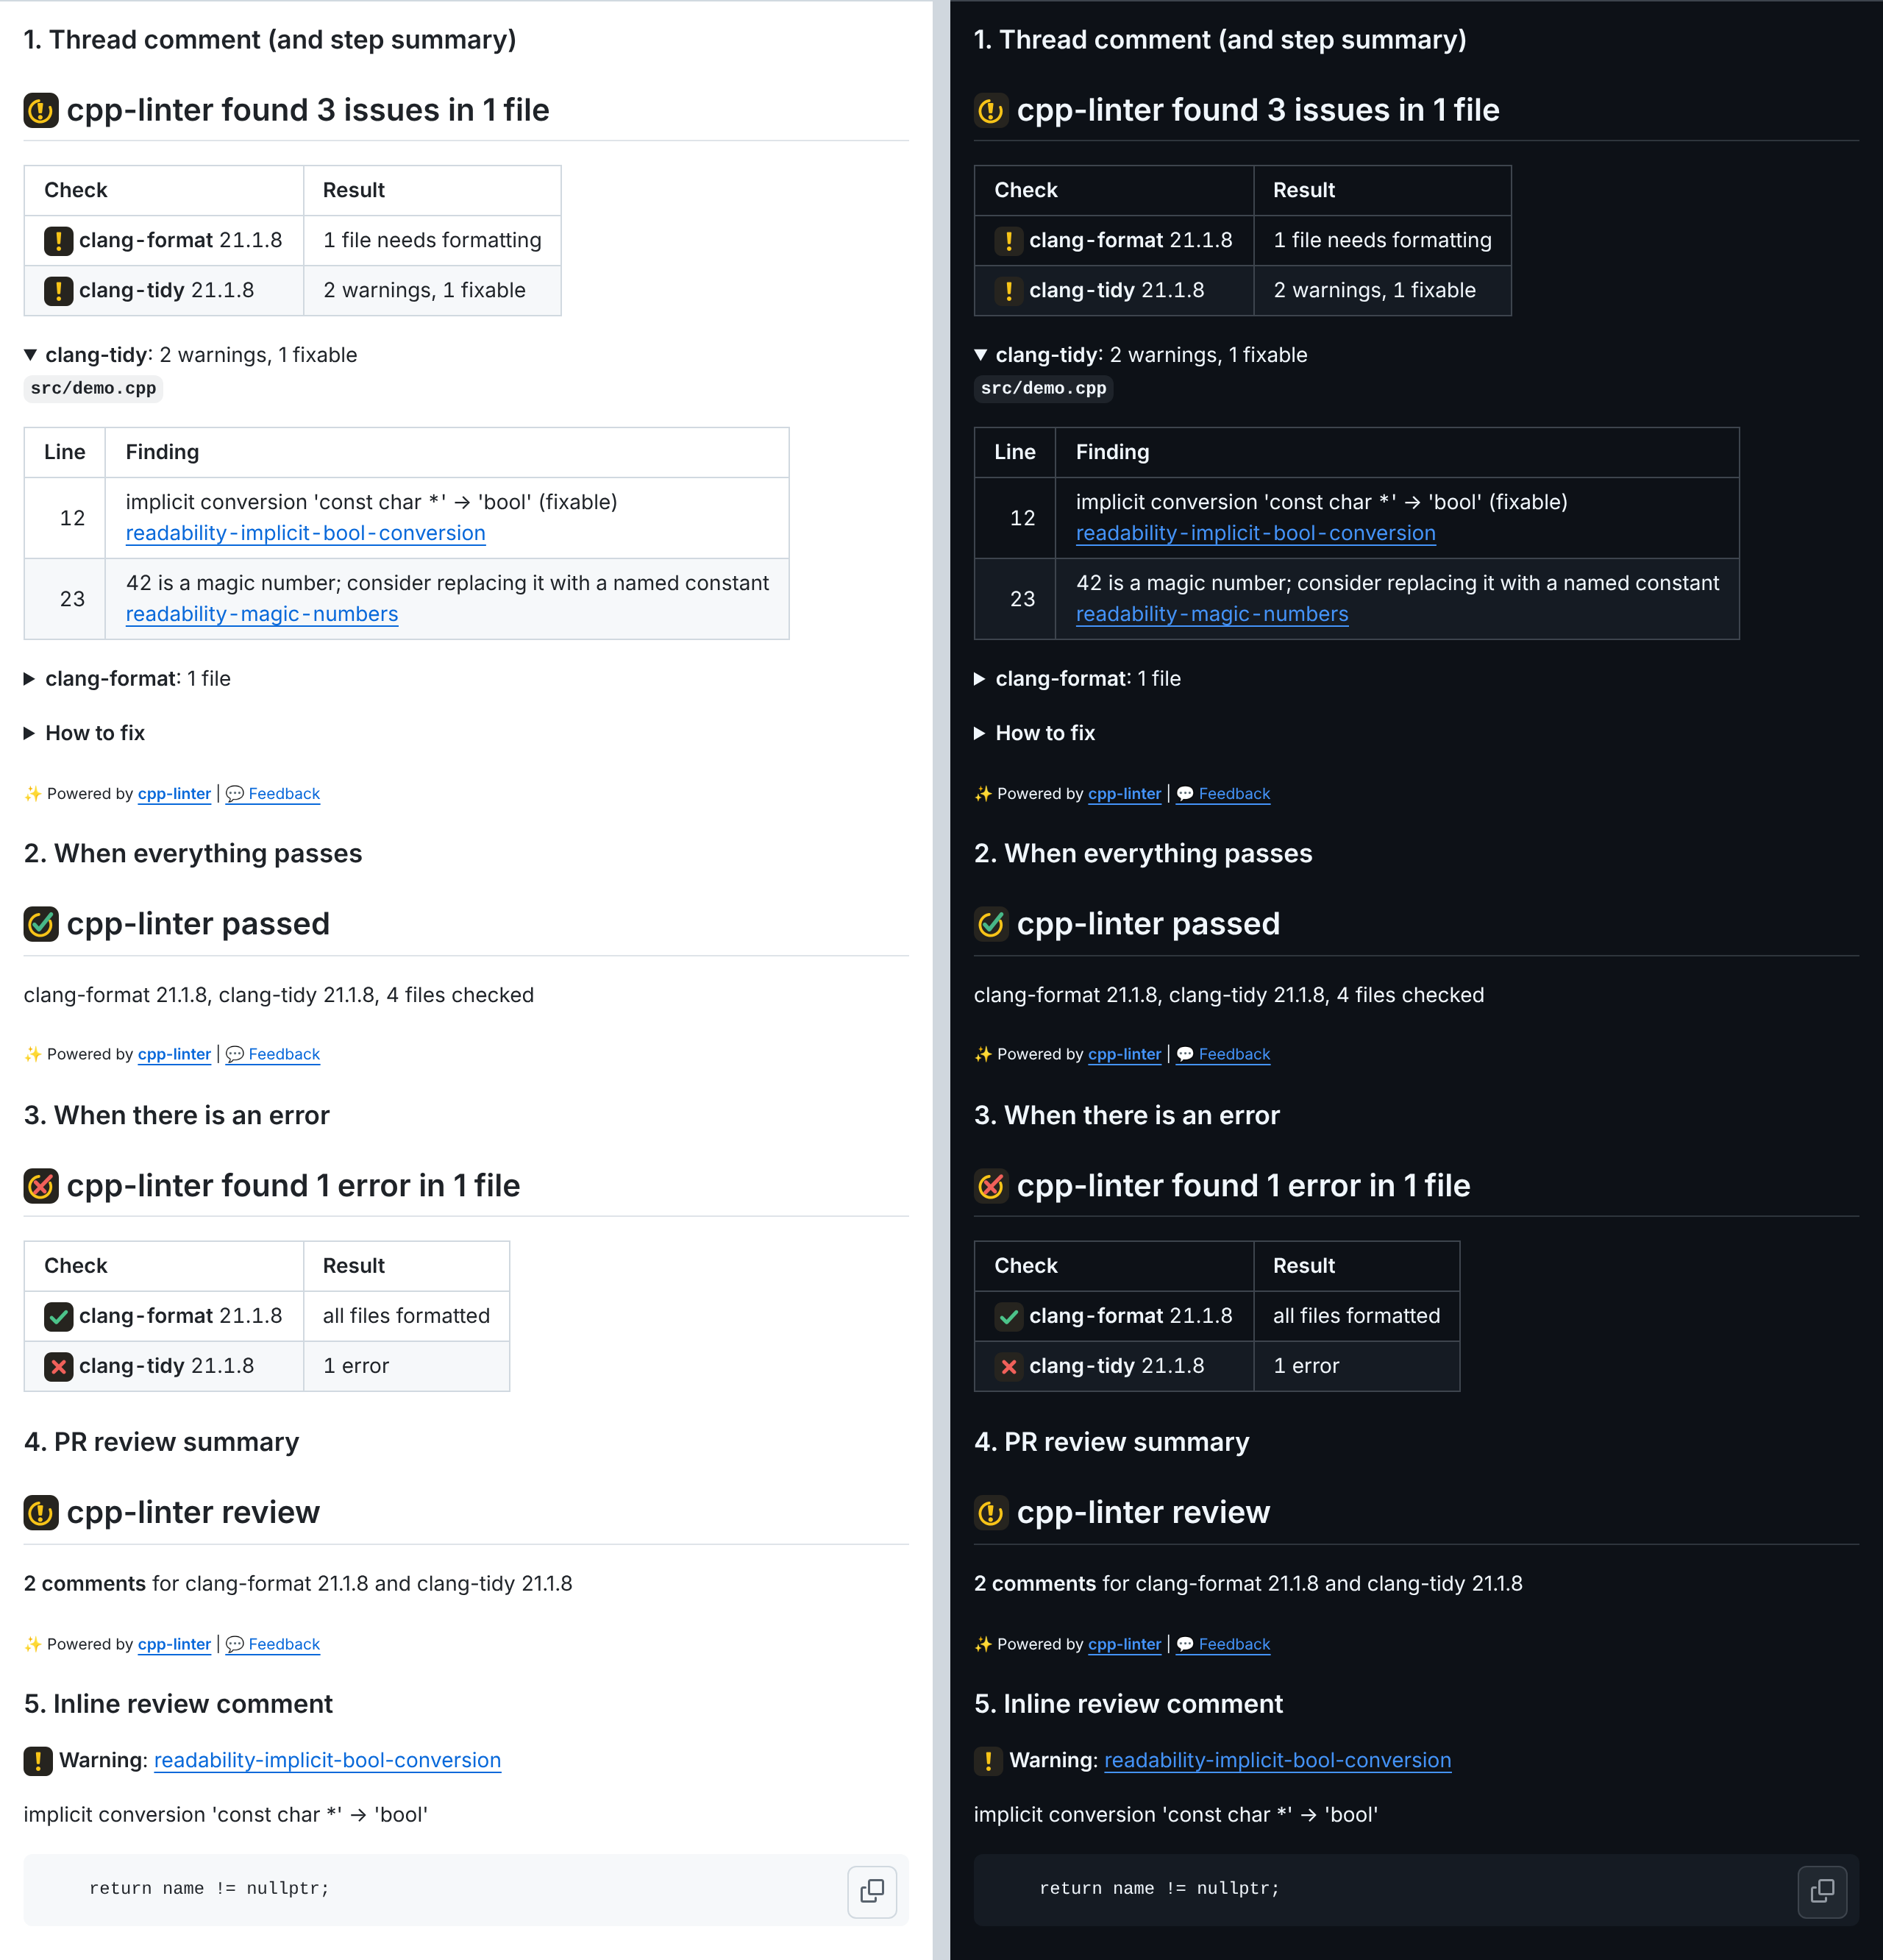 1. Thread comment (and step summary)
cpp-linter found 3 issues in 1 file
Check Result
clang-format 21.1.8 1 file needs formatting
clang-tidy 21.1.8 2 warnings, 1 fixable
clang-tidy: 2 warnings, 1 fixable
src/demo.cpp
Line Finding
12 implicit conversion 'const char *' → 'bool' (fixable)
readability-implicit-bool-conversion
23 42 is a magic number; consider replacing it with a named constant
readability-magic-numbers
clang-format: 1 file
How to fix
✨ Powered by cpp-linter | 💬 Feedback
2. When everything passes
cpp-linter passed
clang-format 21.1.8, clang-tidy 21.1.8, 4 files checked
✨ Powered by cpp-linter | 💬 Feedback
3. When there is an error
cpp-linter found 1 error in 1 file
Check Result
clang-format 21.1.8 all files formatted
clang-tidy 21.1.8 1 error
4. PR review summary
cpp-linter review
2 comments for clang-format 21.1.8 and clang-tidy 21.1.8
✨ Powered by cpp-linter | 💬 Feedback
5. Inline review comment
Warning: readability-implicit-bool-conversion
implicit conversion 'const char *' → 'bool'
return name != nullptr;
1. Thread comment (and step summary)
cpp-linter found 3 issues in 1 file
Check Result
clang-format 21.1.8 1 file needs formatting
clang-tidy 21.1.8 2 warnings, 1 fixable
clang-tidy: 2 warnings, 1 fixable
src/demo.cpp
Line Finding
12 implicit conversion 'const char *' → 'bool' (fixable)
readability-implicit-bool-conversion
23 42 is a magic number; consider replacing it with a named constant
readability-magic-numbers
clang-format: 1 file
How to fix
✨ Powered by cpp-linter | 💬 Feedback
2. When everything passes
cpp-linter passed
clang-format 21.1.8, clang-tidy 21.1.8, 4 files checked
✨ Powered by cpp-linter | 💬 Feedback
3. When there is an error
cpp-linter found 1 error in 1 file
Check Result
clang-format 21.1.8 all files formatted
clang-tidy 21.1.8 1 error
4. PR review summary
cpp-linter review
2 comments for clang-format 21.1.8 and clang-tidy 21.1.8
✨ Powered by cpp-linter | 💬 Feedback
5. Inline review comment
Warning: readability-implicit-bool-conversion
implicit conversion 'const char *' → 'bool'
return name != nullptr;